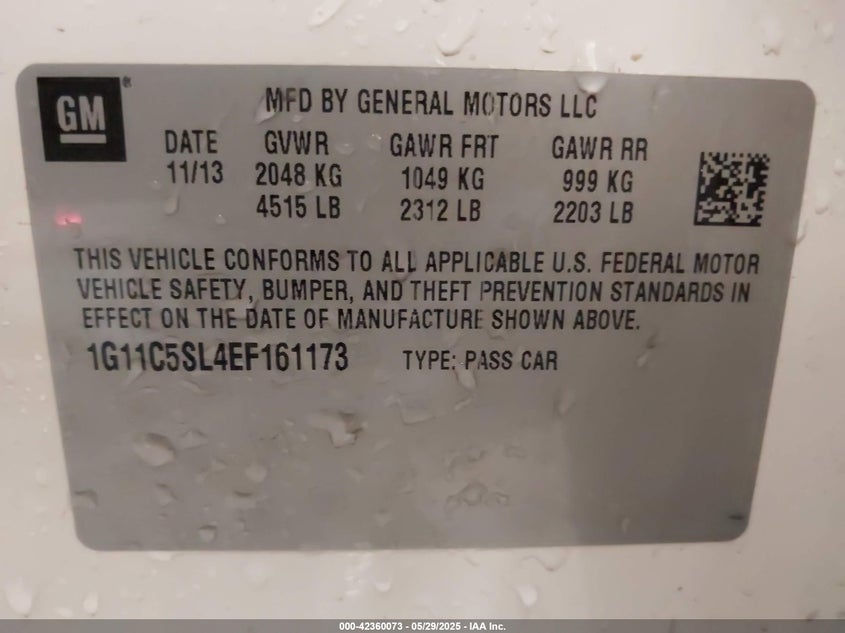 GM®
MFD BY GENERAL MOTORS LLC
DATE GVWR GAWR FRT GAWR RR
11/13 2048 KG 1049 KG 999 KG
4515 LB 2312 LB 2203 LB
THIS VEHICLE CONFORMS TO ALL APPLICABLE U.S. FEDERAL MOTOR
VEHICLE SAFETY, BUMPER, AND THEFT PREVENTION STANDARDS IN
EFFECT ON THE DATE OF MANUFACTURE SHOWN ABOVE.
1G11C5SL4EF161173 TYPE: PASS CAR
000-42360073 - 05/29/2025 - IAA Inc.